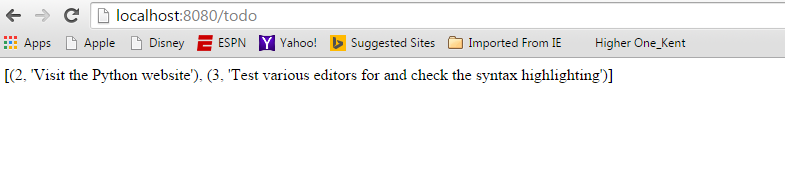 localhost:8080/todo
Apps Apple Disney ESPN Yahoo! Suggested Sites Imported From IE Higher One_Kent
[(2, 'Visit the Python website'), (3, 'Test various editors for and check the syntax highlighting')]